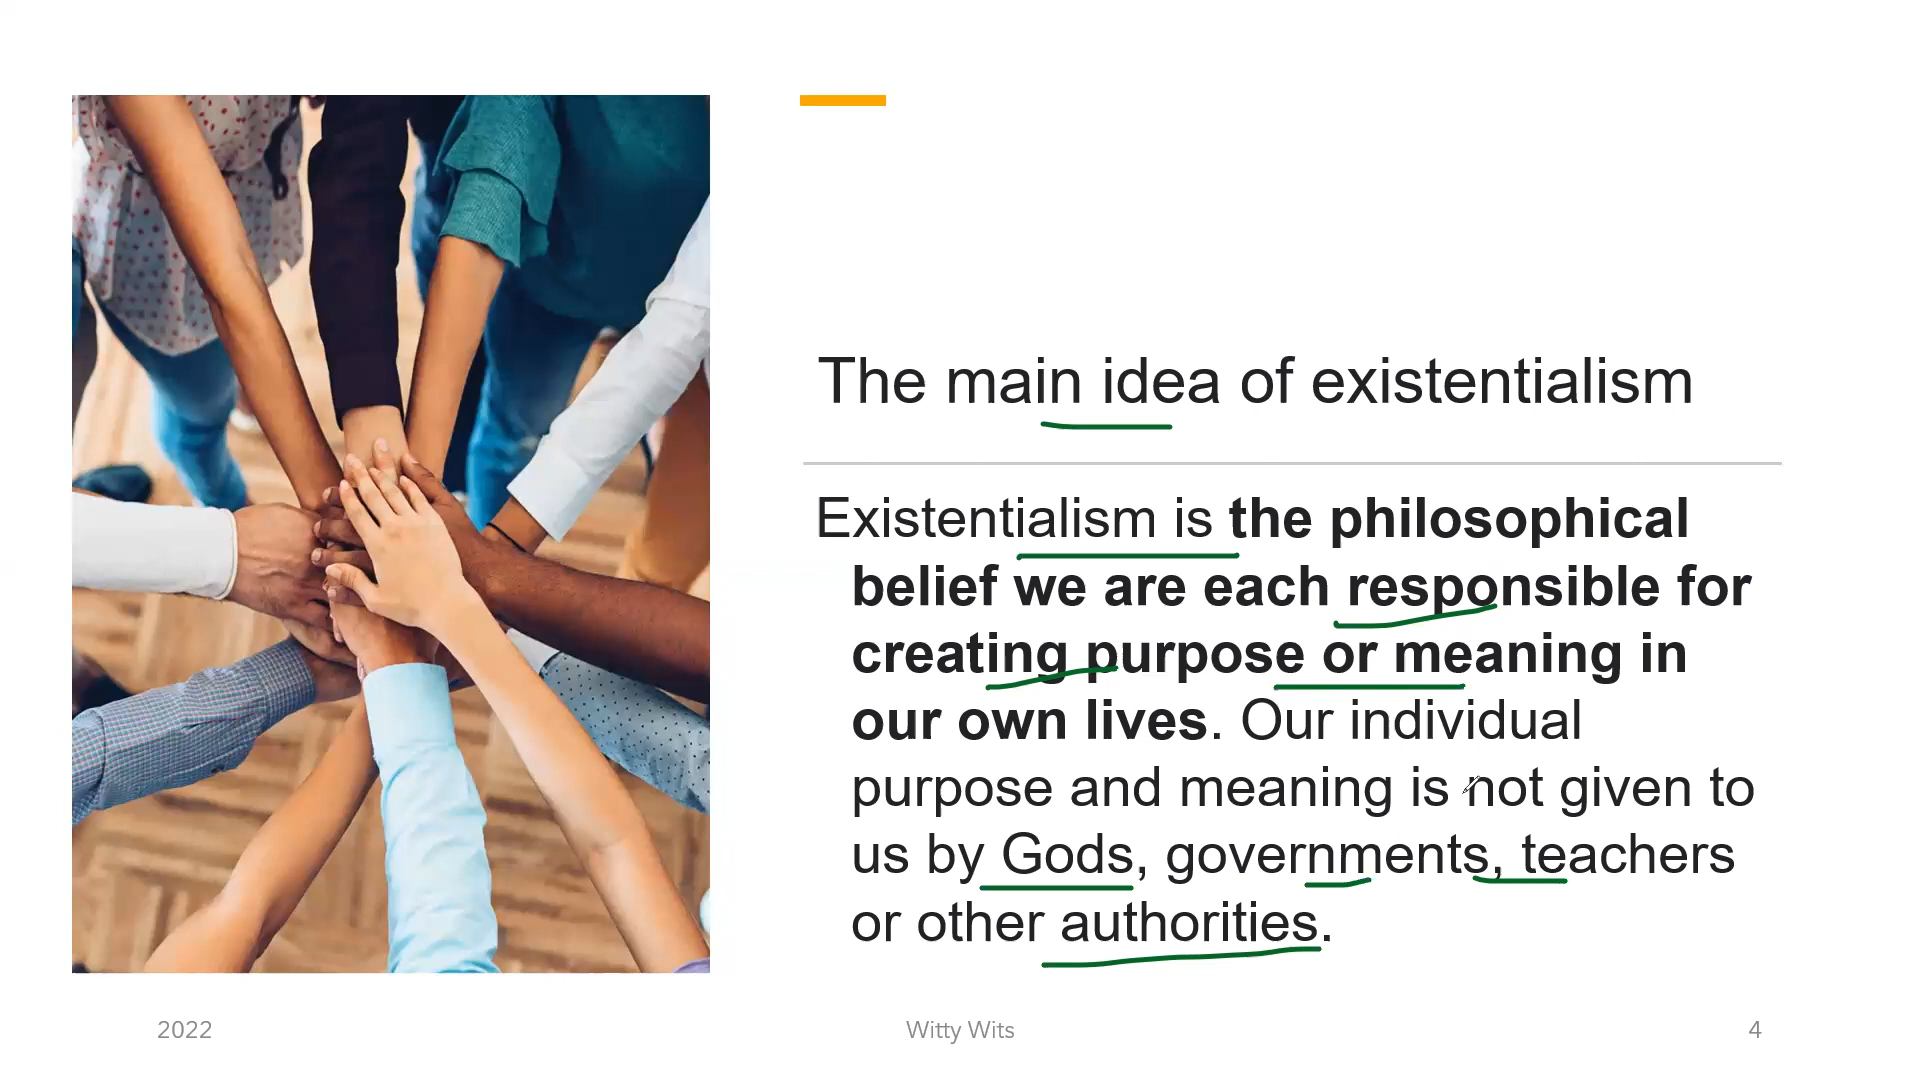 The main idea of existentialism
Existentialism is the philosophical
belief we are each responsible for
creating purpose or meaning in
our own lives. Our individual
purpose and meaning is not given to
us by Gods, governments, teachers
or other authorities.
2022
Witty Wits
4